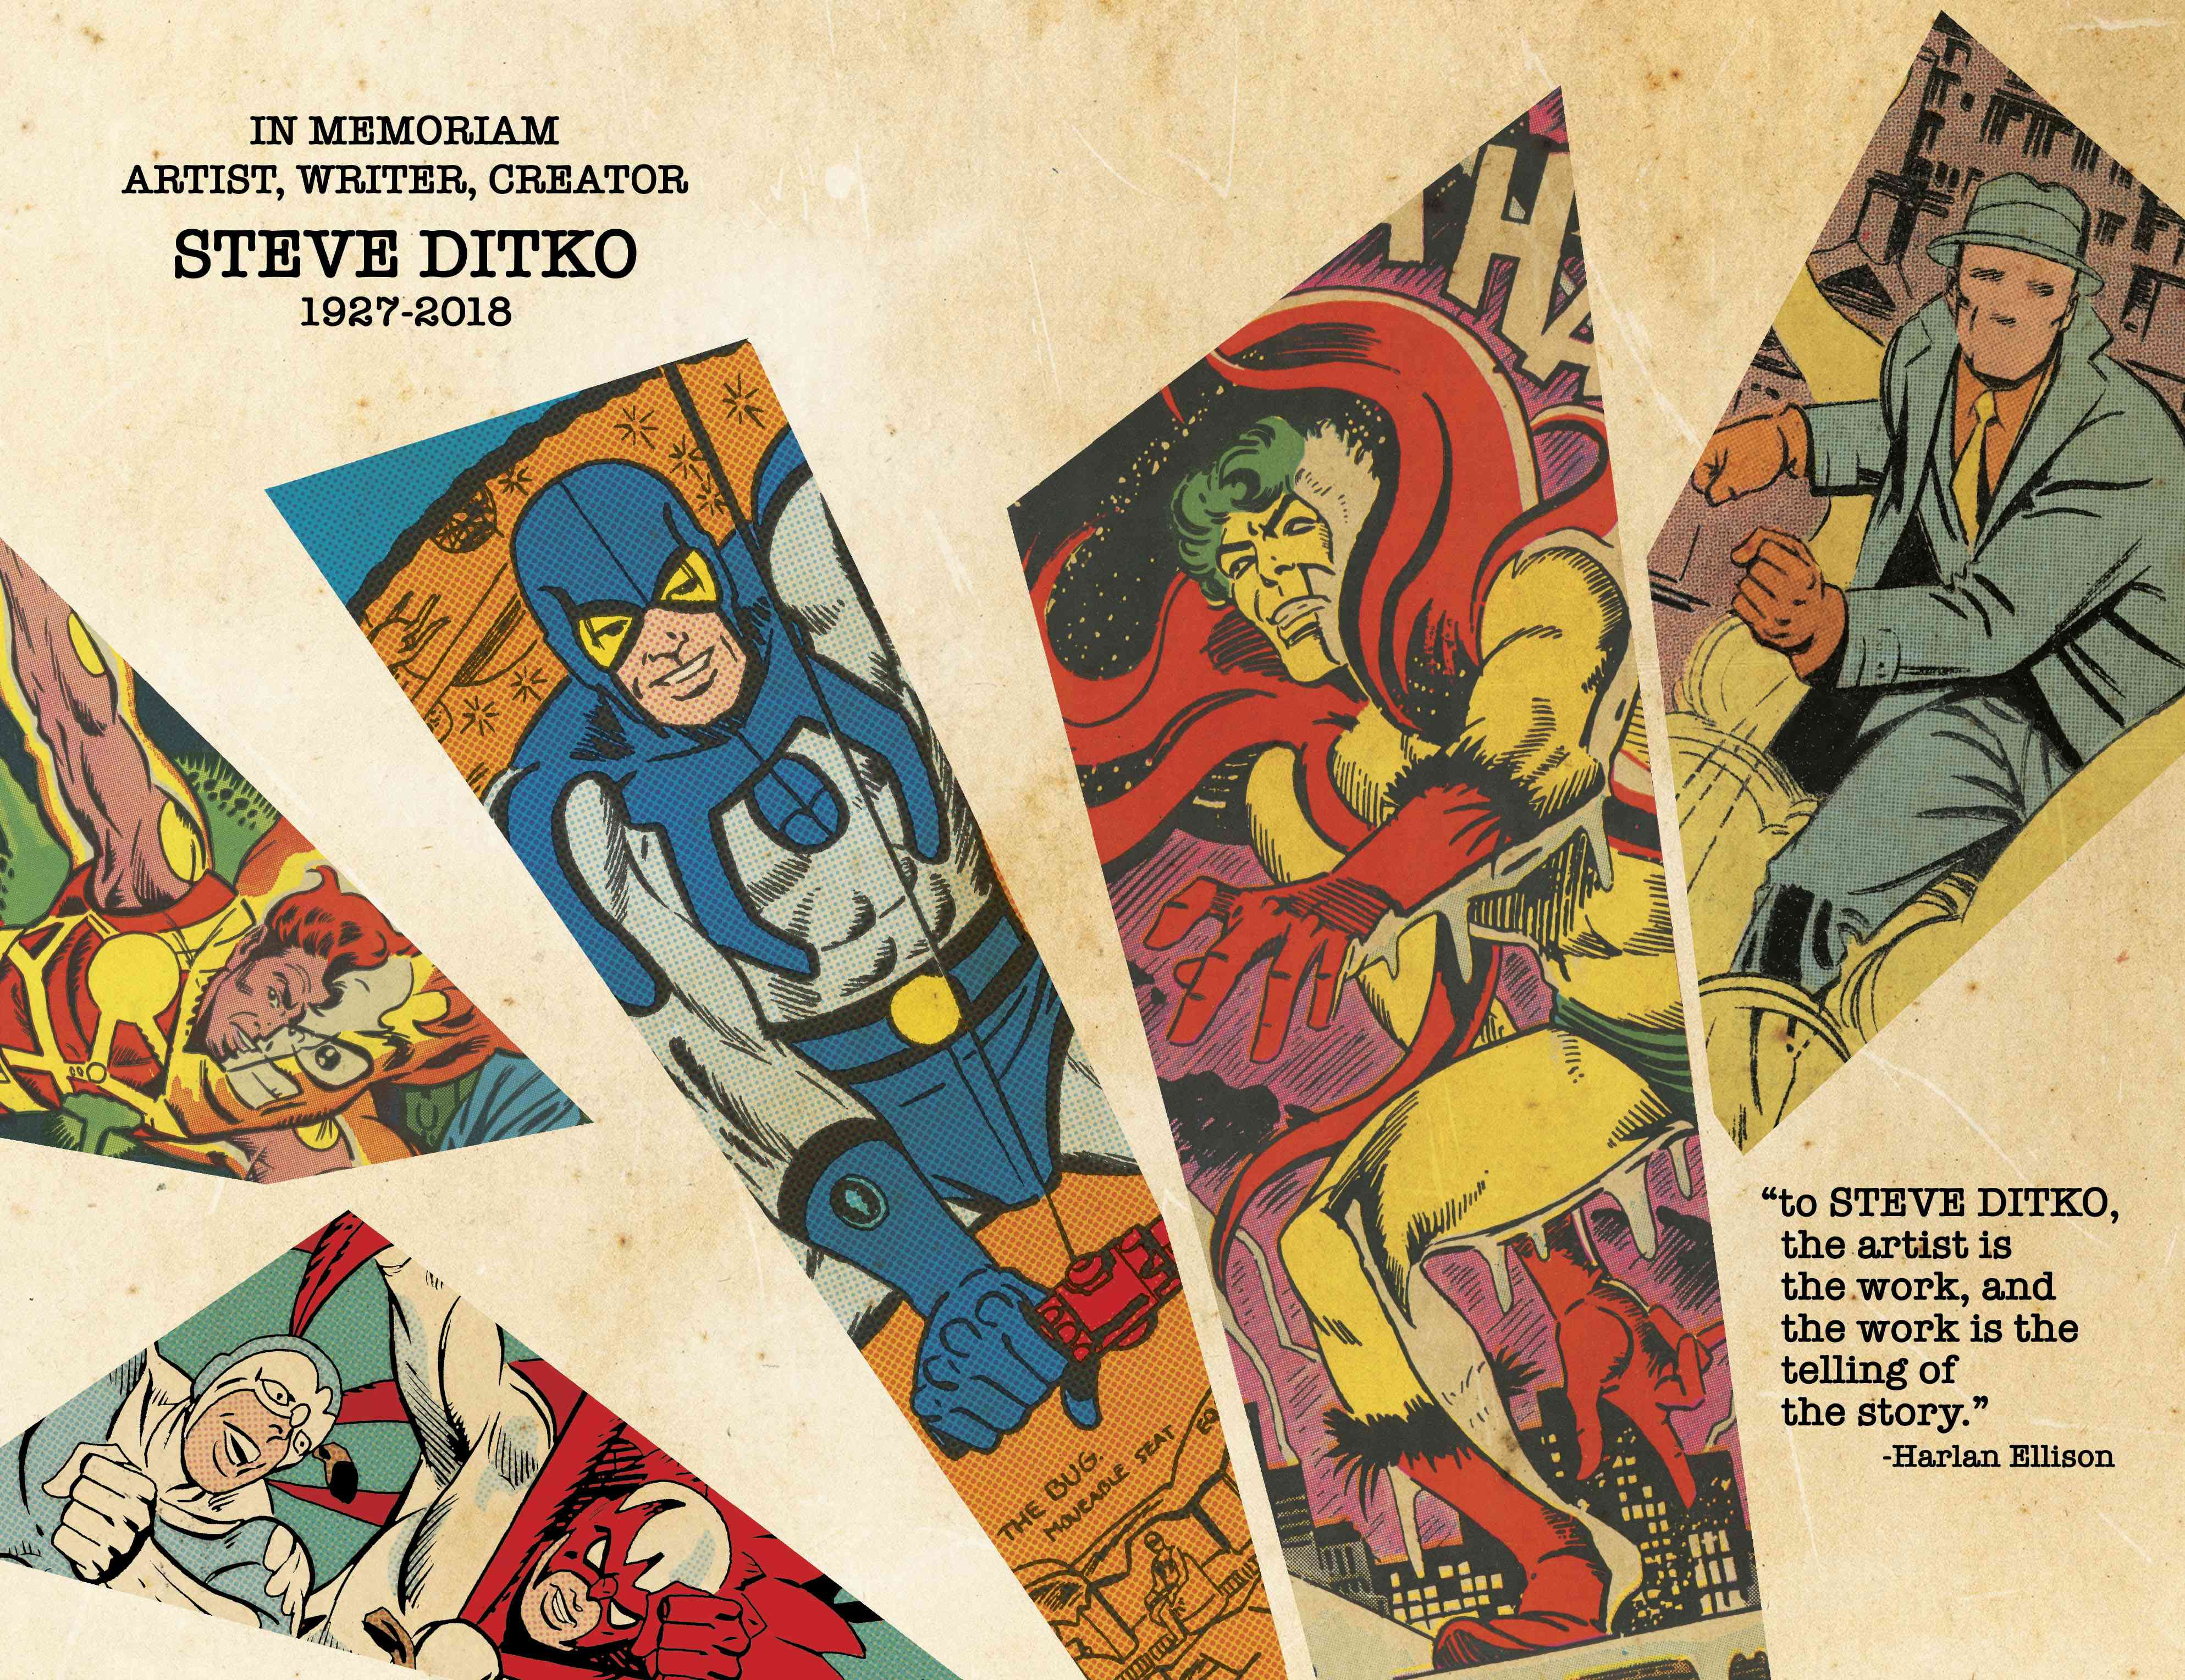 IN MEMORIAM
ARTIST, WRITER, CREATOR
STEVE DITKO
1927-2018
THE BUG.
MOVEABLE SEAT
“to STEVE DITKO,
the artist is
the work, and
the work is the
telling of
the story.”
-Harlan Ellison